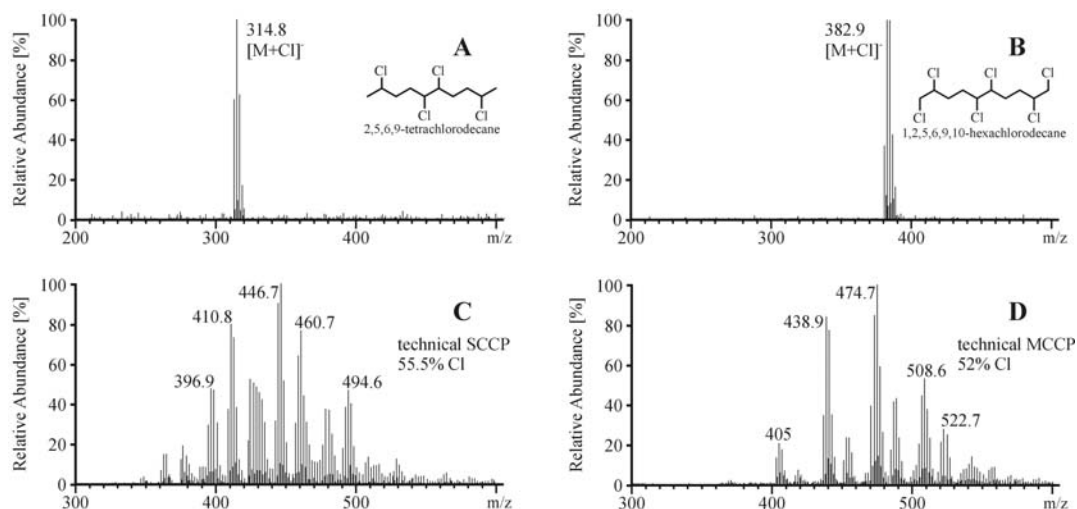 Relative Abundance [%]
100
80
60
40
20
0
200
300
400
m/z
314.8
[M+Cl]⁻
A
Cl
Cl
Cl
Cl
2,5,6,9-tetrachlorodecane
Relative Abundance [%]
100
80
60
40
20
0
200
300
400
m/z
382.9
[M+Cl]⁻
B
Cl
Cl
Cl
Cl
Cl
Cl
1,2,5,6,9,10-hexachlorodecane
Relative Abundance [%]
100
80
60
40
20
0
300
400
500
m/z
396.9
410.8
446.7
460.7
494.6
C
technical SCCP
55.5% Cl
Relative Abundance [%]
100
80
60
40
20
0
300
400
500
m/z
405
438.9
474.7
508.6
522.7
D
technical MCCP
52% Cl